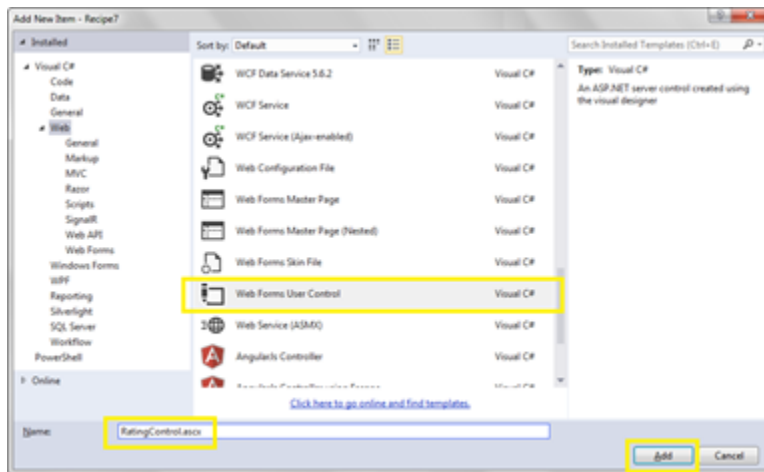 Add New Item - Recipe7
Installed
Sort by: Default
Search Installed Templates (Ctrl+E)
Visual C#
Code
Data
General
Web
General
Markup
MVC
Razor
Scripts
SignalR
Web API
Web Forms
Windows Forms
WPF
Reporting
Silverlight
SQL Server
Workflow
PowerShell
Online
WCF Data Service 5.6.2 Visual C#
WCF Service Visual C#
WCF Service (Ajax-enabled) Visual C#
Web Configuration File Visual C#
Web Forms Master Page Visual C#
Web Forms Master Page (Nested) Visual C#
Web Forms Skin File Visual C#
Web Forms User Control Visual C#
Web Service (ASMX) Visual C#
AngularJs Controller Visual C#
Click here to go online and find templates.
Type: Visual C#
An ASP.NET server control created using
the visual designer
Name: RatingControl.ascx
Add Cancel